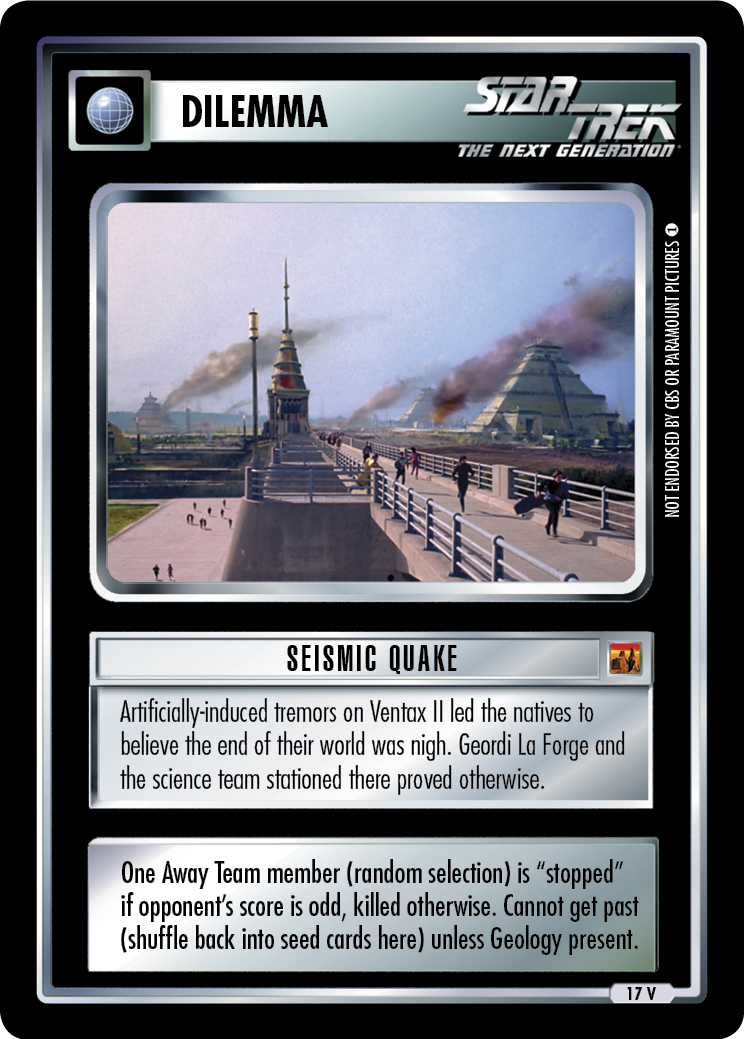 DILEMMA
STAR TREK
THE NEXT GENERATION
NOT ENDORSED BY CBS OR PARAMOUNT PICTURES 1
SEISMIC QUAKE
Artificially-induced tremors on Ventax II led the natives to
believe the end of their world was nigh. Geordi La Forge and
the science team stationed there proved otherwise.
One Away Team member (random selection) is “stopped”
if opponent’s score is odd, killed otherwise. Cannot get past
(shuffle back into seed cards here) unless Geology present.
17 V